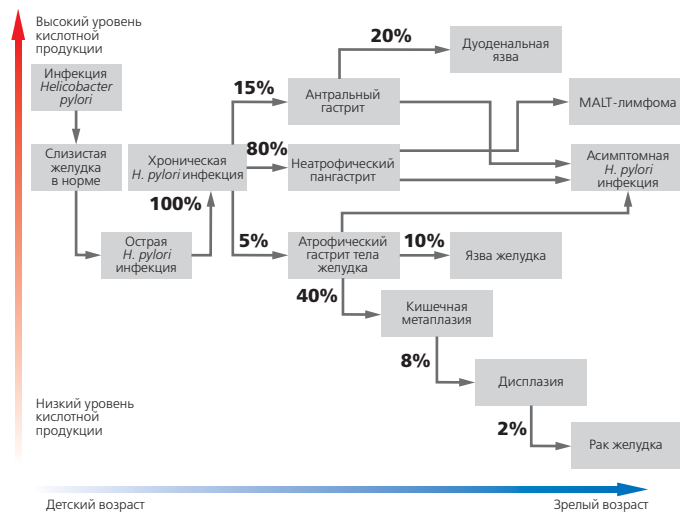 Высокий уровень
кислотной
продукции
Инфекция
Helicobacter
pylori
Слизистая
желудка
в норме
Острая
H. pylori
инфекция
100%
Хроническая
H. pylori инфекция
15%
80%
5%
Антральный
гастрит
20%
Дуоденальная
язва
Неатрофический
пангастрит
MALT-лимфома
Асимптомная
H. pylori
инфекция
Атрофический
гастрит тела
желудка
10%
Язва желудка
40%
Кишечная
метаплазия
8%
Дисплазия
2%
Рак желудка
Низкий уровень
кислотной
продукции
Детский возраст
Зрелый возраст